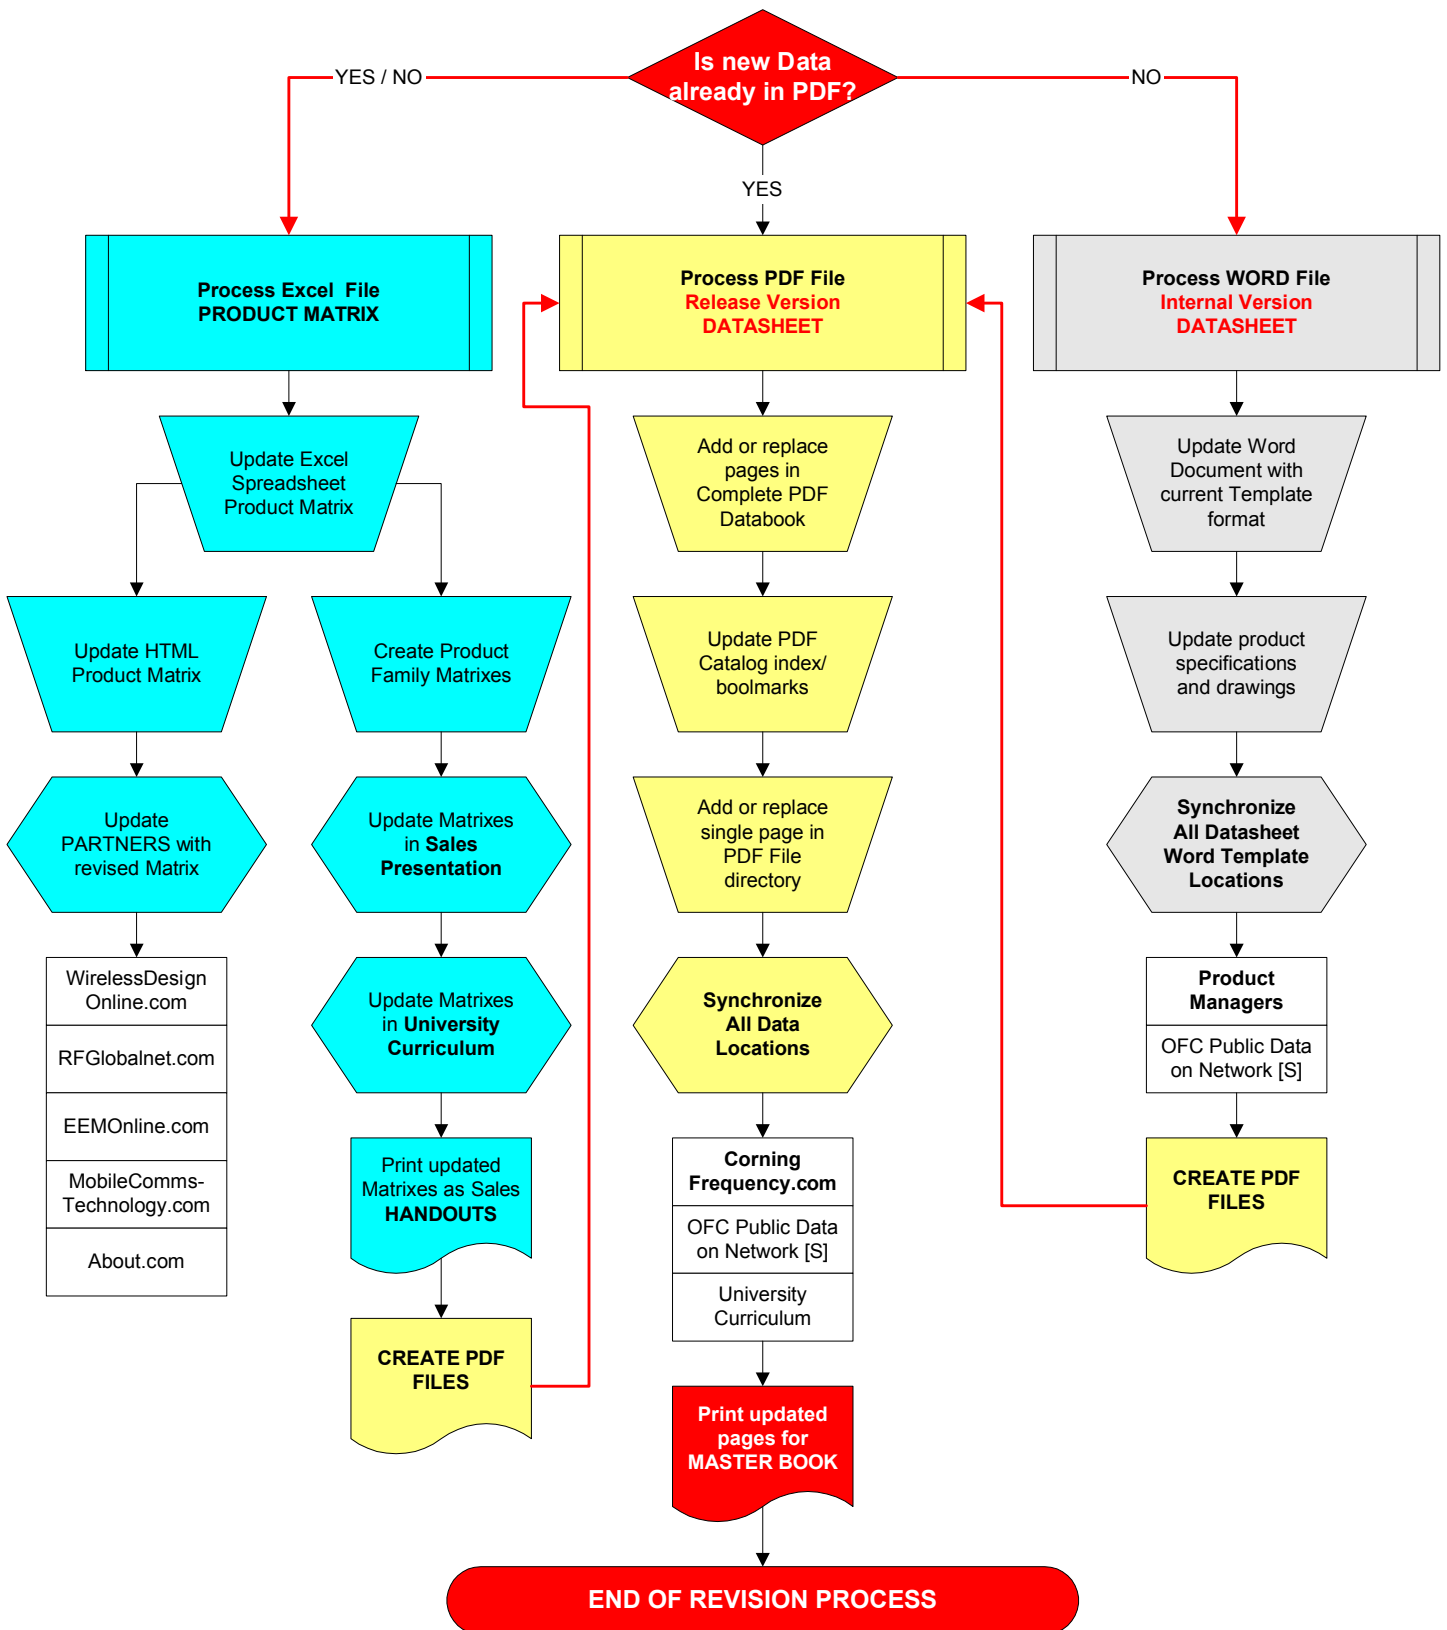 Is new Data
already in PDF?
YES / NO
NO
YES
Process Excel File
PRODUCT MATRIX
Process PDF File
Release Version
DATASHEET
Process WORD File
Internal Version
DATASHEET
Update Excel
Spreadsheet
Product Matrix
Add or replace
pages in
Complete PDF
Databook
Update Word
Document with
current Template
format
Update HTML
Product Matrix
Create Product
Family Matrixes
Update PDF
Catalog index/
boolmarks
Update product
specifications
and drawings
Update
PARTNERS with
revised Matrix
Update Matrixes
in Sales
Presentation
Add or replace
single page in
PDF File
directory
Synchronize
All Datasheet
Word Template
Locations
WirelessDesign
Online.com
RFGlobalnet.com
EEMOnline.com
MobileComms-
Technology.com
About.com
Update Matrixes
in University
Curriculum
Synchronize
All Data
Locations
Product
Managers
OFC Public Data
on Network [S]
Print updated
Matrixes as Sales
HANDOUTS
Corning
Frequency.com
OFC Public Data
on Network [S]
University
Curriculum
CREATE PDF
FILES
CREATE PDF
FILES
Print updated
pages for
MASTER BOOK
END OF REVISION PROCESS